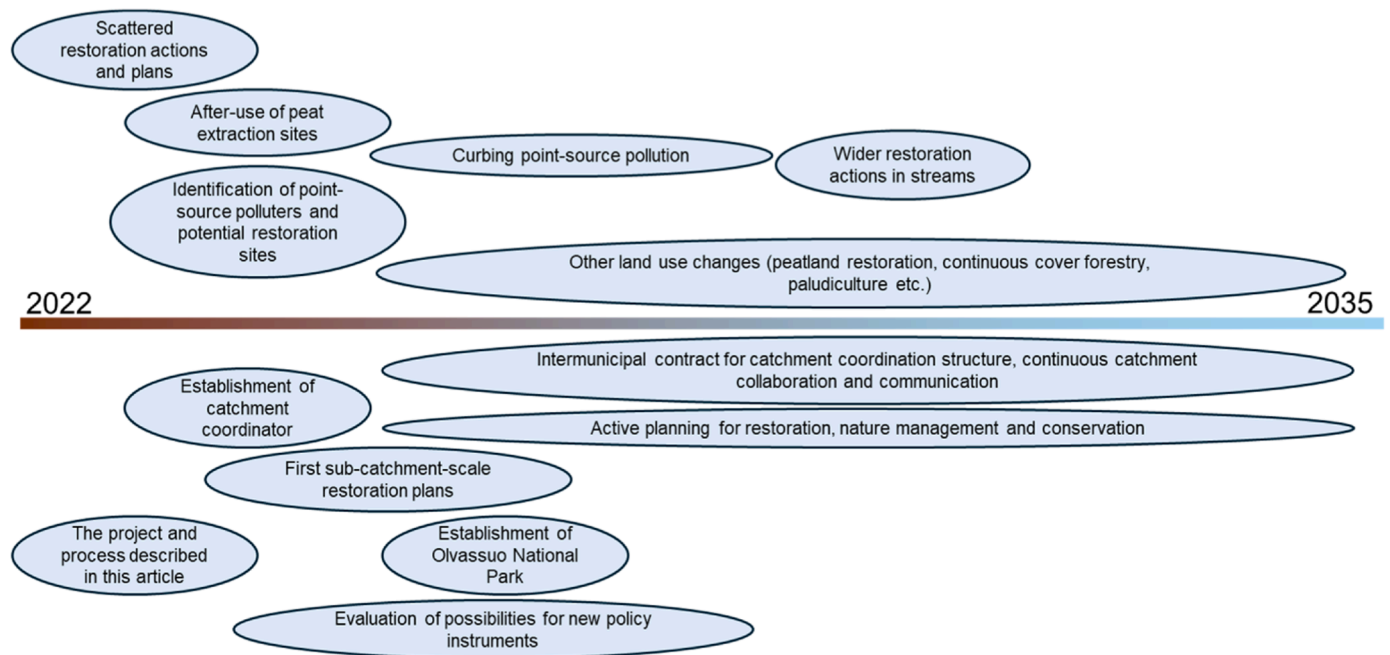 Scattered
restoration actions
and plans
After-use of peat
extraction sites
Curbing point-source pollution
Wider restoration
actions in streams
Identification of point-
source polluters and
potential restoration
sites
Other land use changes (peatland restoration, continuous cover forestry,
paludiculture etc.)
2022
2035
Intermunicipal contract for catchment coordination structure, continuous catchment
collaboration and communication
Establishment of
catchment
coordinator
Active planning for restoration, nature management and conservation
First sub-catchment-scale
restoration plans
The project and
process described
in this article
Establishment of
Olvassuo National
Park
Evaluation of possibilities for new policy
instruments